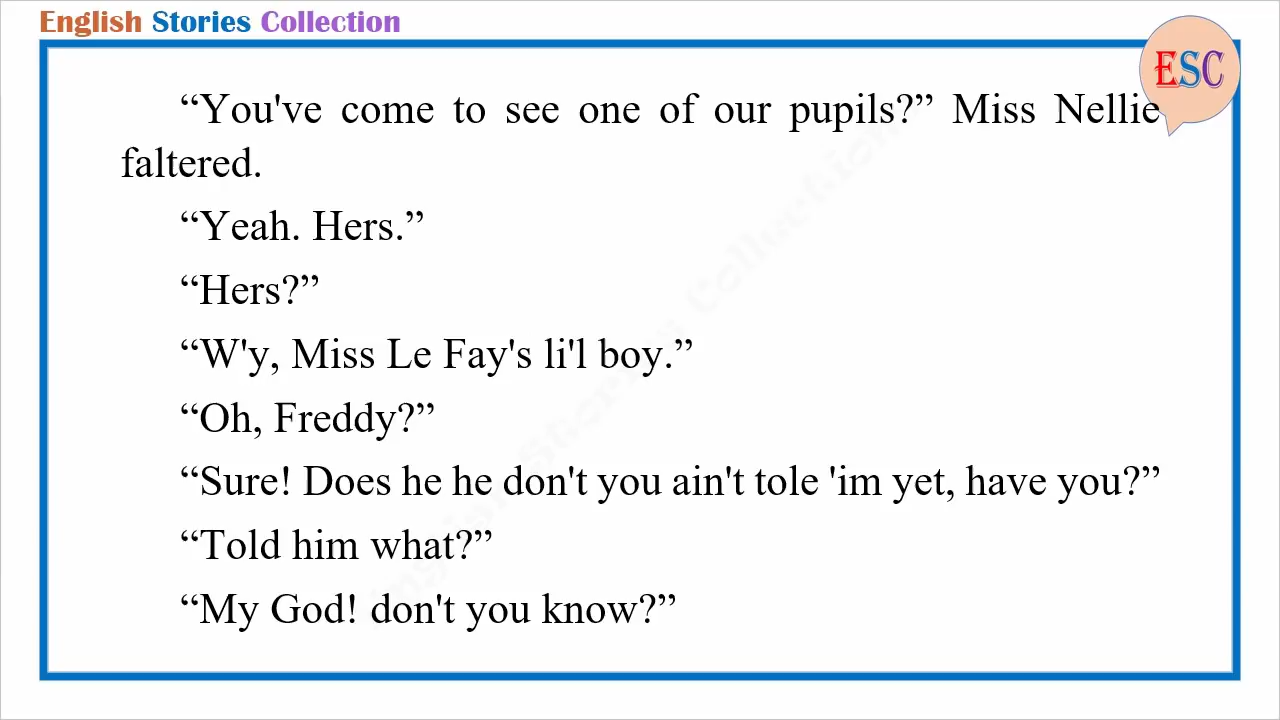 English Stories Collection
ESC
“You've come to see one of our pupils?” Miss Nellie
faltered.
“Yeah. Hers.”
“Hers?”
“W'y, Miss Le Fay's li'l boy.”
“Oh, Freddy?”
“Sure! Does he he don't you ain't tole 'im yet, have you?”
“Told him what?”
“My God! don't you know?”